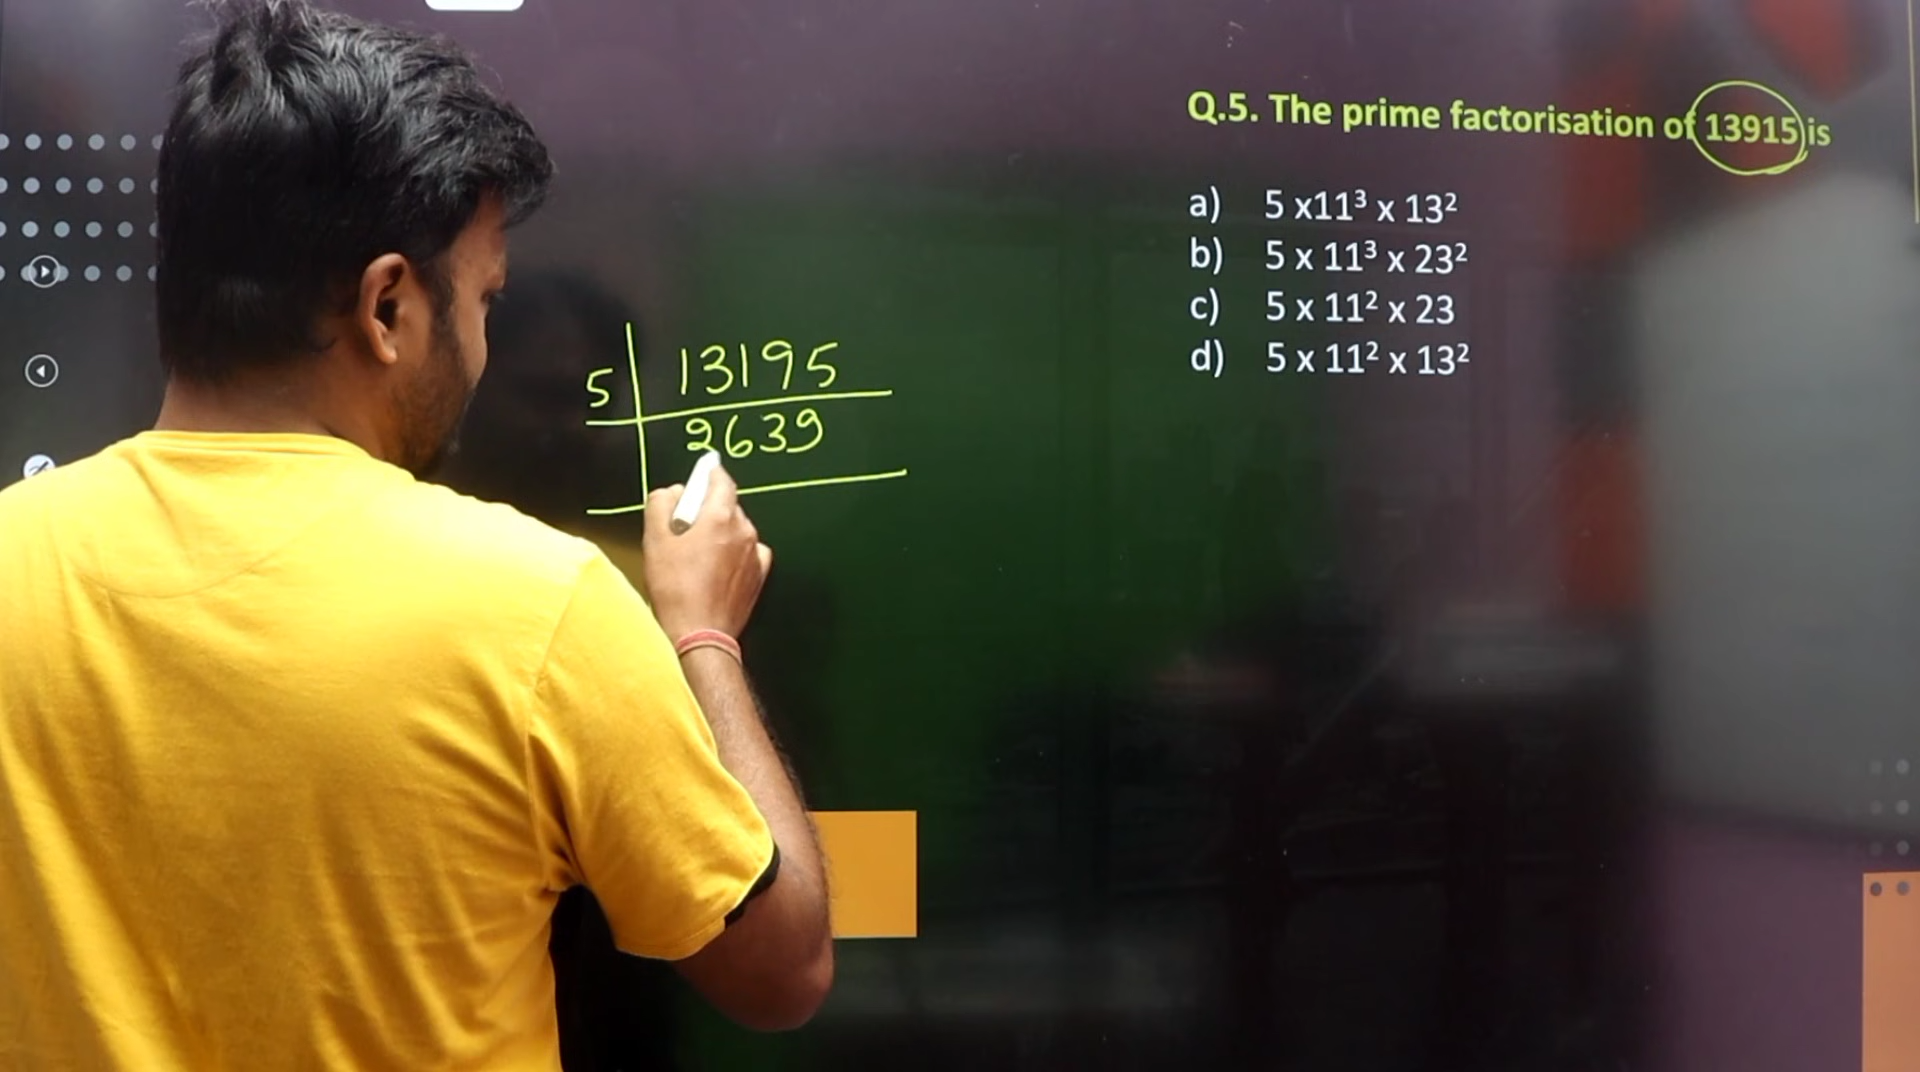 Q.5. The prime factorisation of 13915 is
a) 5 x11³ x 13²
b) 5 x 11³ x 23²
c) 5 x 11² x 23
d) 5 x 11² x 13²
5 13195
2639